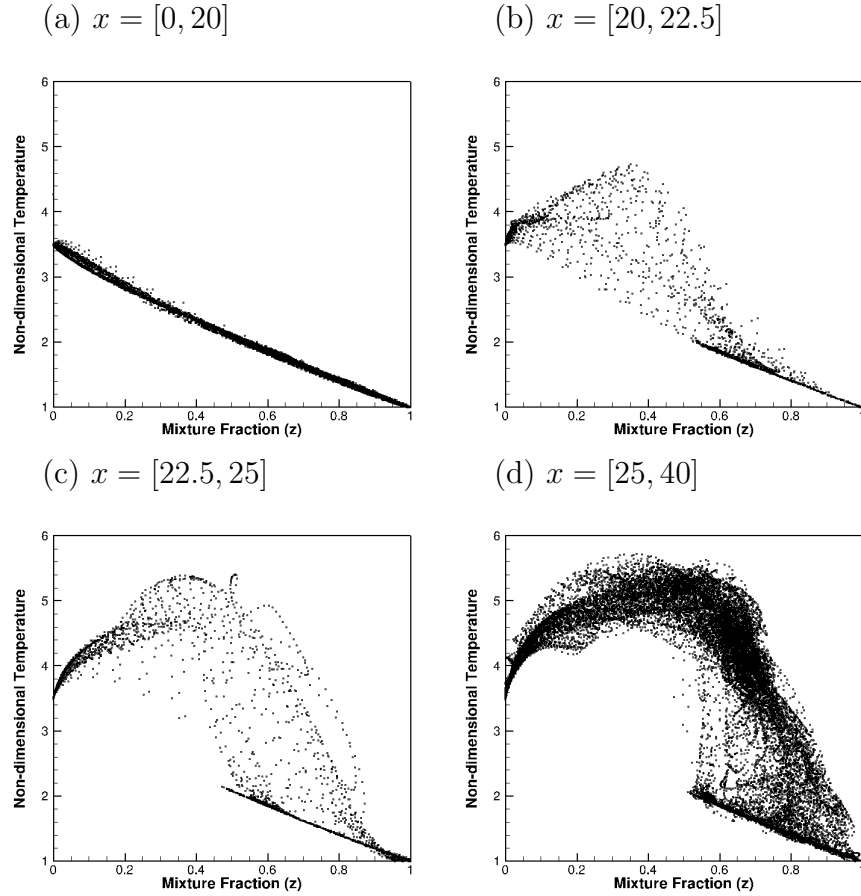 (a) x = [0, 20]
(b) x = [20, 22.5]
Non-dimensional Temperature
6
5
4
3
2
1
0 0.2 0.4 0.6 0.8 1
Mixture Fraction (z)
Non-dimensional Temperature
6
5
4
3
2
1
0 0.2 0.4 0.6 0.8 1
Mixture Fraction (z)
(c) x = [22.5, 25]
(d) x = [25, 40]
Non-dimensional Temperature
6
5
4
3
2
1
0 0.2 0.4 0.6 0.8 1
Mixture Fraction (z)
Non-dimensional Temperature
6
5
4
3
2
1
0 0.2 0.4 0.6 0.8
Mixture Fraction (z)